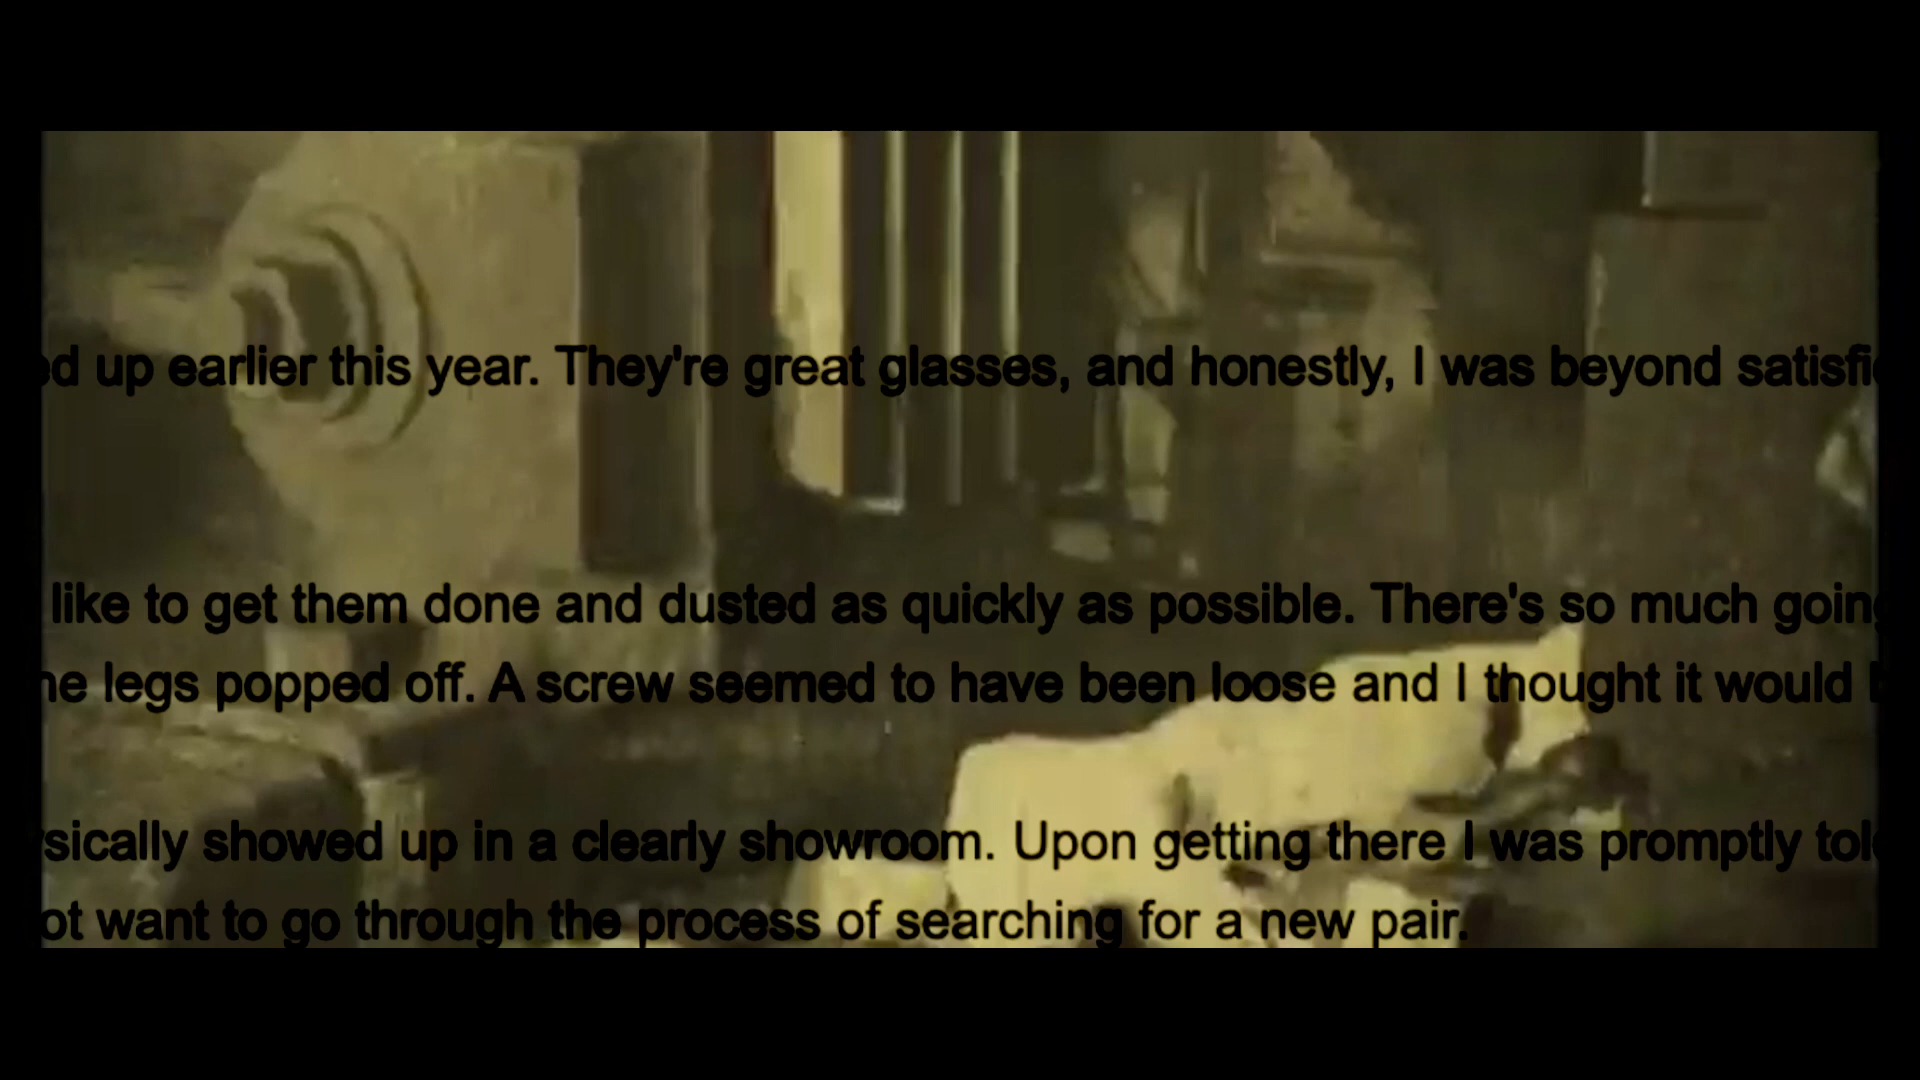 ed up earlier this year. They're great glasses, and honestly, I was beyond satisfi
like to get them done and dusted as quickly as possible. There's so much going
he legs popped off. A screw seemed to have been loose and I thought it would
sically showed up in a clearly showroom. Upon getting there I was promptly tol
ot want to go through the process of searching for a new pair.